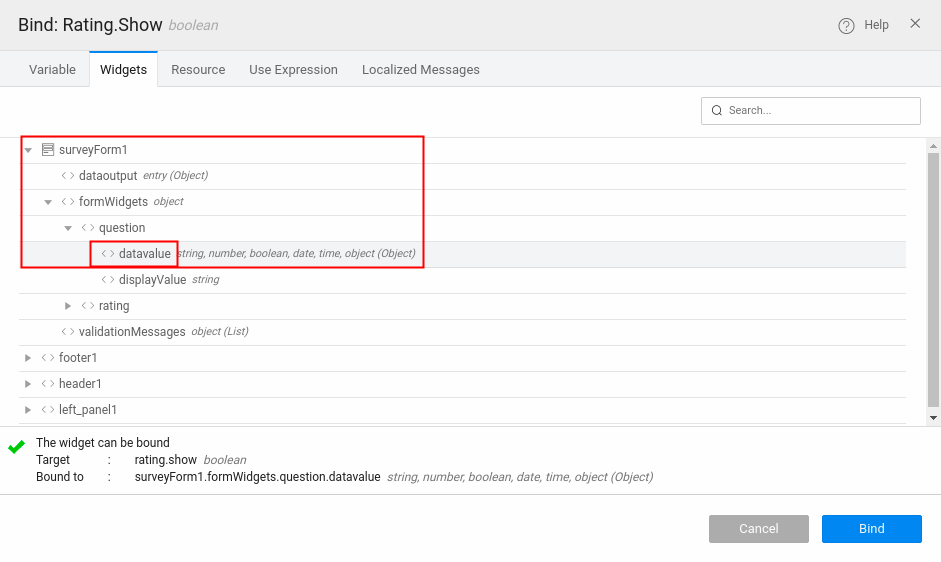 Bind: Rating.Show boolean
Help
Variable Widgets Resource Use Expression Localized Messages
Search...
surveyForm1
dataoutput entry (Object)
formWidgets object
question
datavalue string, number, boolean, date, time, object (Object)
displayValue string
rating
validationMessages object (List)
footer1
header1
left_panel1
The widget can be bound
Target : rating.show boolean
Bound to : surveyForm1.formWidgets.question.datavalue string, number, boolean, date, time, object (Object)
Cancel Bind